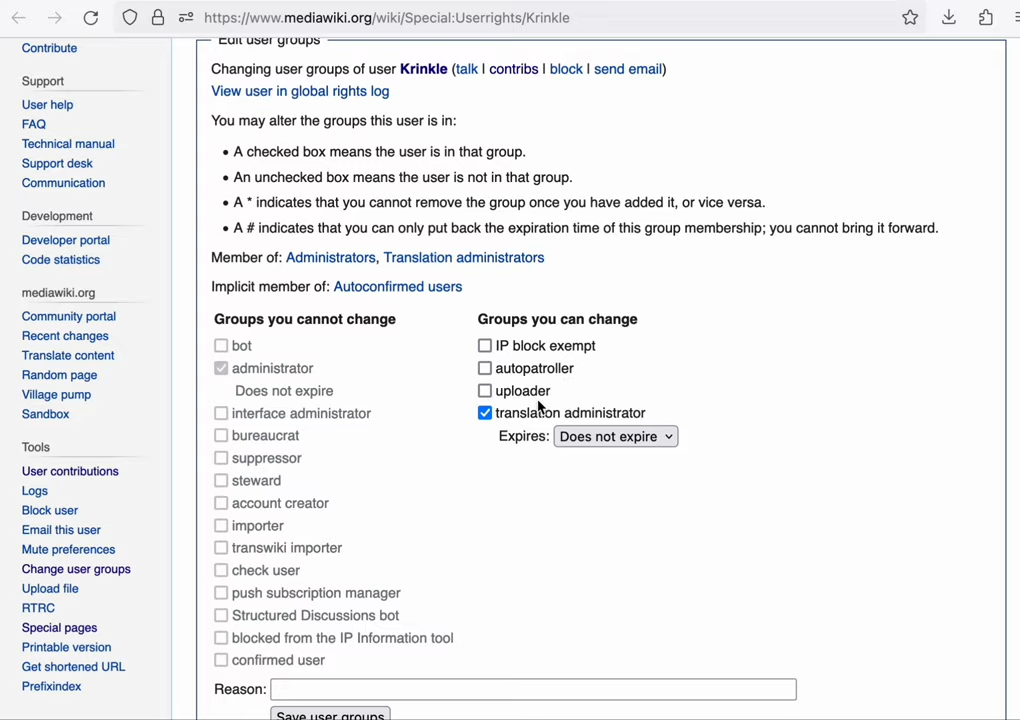 https://www.mediawiki.org/wiki/Special:Userrights/Krinkle
Contribute
Support
User help
FAQ
Technical manual
Support desk
Communication
Development
Developer portal
Code statistics
mediawiki.org
Community portal
Recent changes
Translate content
Random page
Village pump
Sandbox
Tools
User contributions
Logs
Block user
Email this user
Mute preferences
Change user groups
Upload file
RTRC
Special pages
Printable version
Get shortened URL
Prefixindex
Edit user groups
Changing user groups of user Krinkle (talk | contribs | block | send email)
View user in global rights log
You may alter the groups this user is in:
• A checked box means the user is in that group.
• An unchecked box means the user is not in that group.
• A * indicates that you cannot remove the group once you have added it, or vice versa.
• A # indicates that you can only put back the expiration time of this group membership; you cannot bring it forward.
Member of: Administrators, Translation administrators
Implicit member of: Autoconfirmed users
Groups you cannot change
bot
administrator
Does not expire
interface administrator
bureaucrat
suppressor
steward
account creator
importer
transwiki importer
check user
push subscription manager
Structured Discussions bot
blocked from the IP Information tool
confirmed user
Groups you can change
IP block exempt
autopatroller
uploader
translation administrator
Expires: Does not expire
Reason:
Save user groups